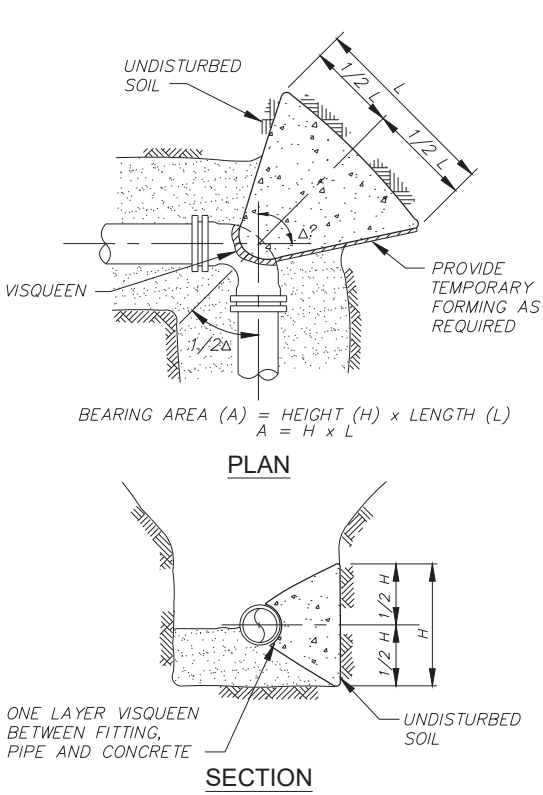 UNDISTURBED
SOIL
1/2 L
L
1/2 L
Δ?
VISQUEEN
PROVIDE
TEMPORARY
FORMING AS
REQUIRED
1/2Δ
BEARING AREA (A) = HEIGHT (H) x LENGTH (L)
A = H x L
PLAN
1/2 H
H
1/2 H
ONE LAYER VISQUEEN
BETWEEN FITTING,
PIPE AND CONCRETE
UNDISTURBED
SOIL
SECTION